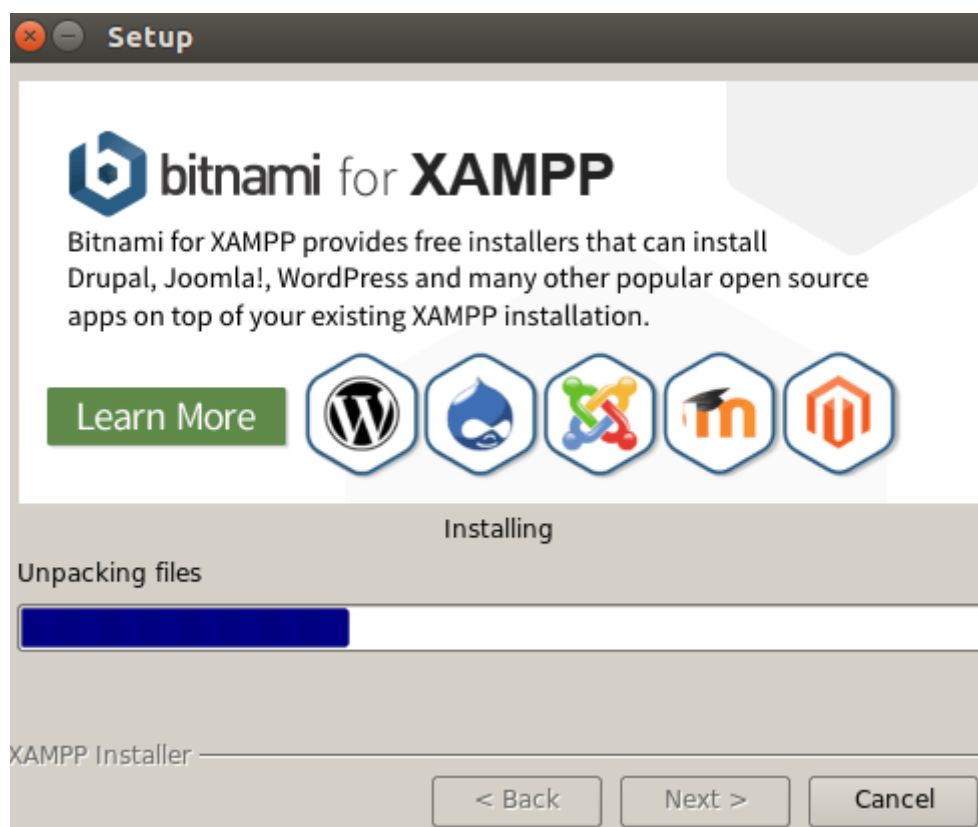 Setup
bitnami for XAMPP
Bitnami for XAMPP provides free installers that can install
Drupal, Joomla!, WordPress and many other popular open source
apps on top of your existing XAMPP installation.
Learn More
Installing
Unpacking files
XAMPP Installer
< Back Next > Cancel